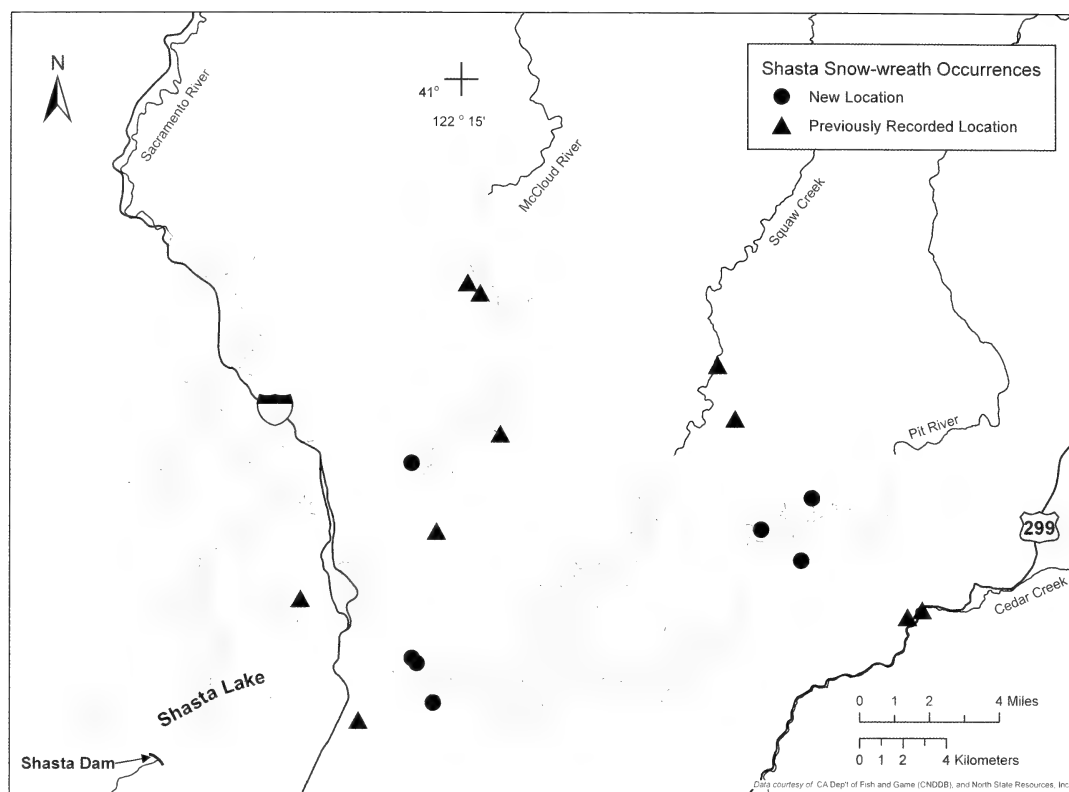 N
Sacramento River
41°
122 ° 15'
McCloud River
Shasta Snow-wreath Occurrences
New Location
Previously Recorded Location
Squaw Creek
Pit River
299
Cedar Creek
Shasta Lake
Shasta Dam
0 1 2 4 Miles
0 1 2 4 Kilometers
Data courtesy of CA Dep't of Fish and Game (CNDDB), and North State Resources, Inc